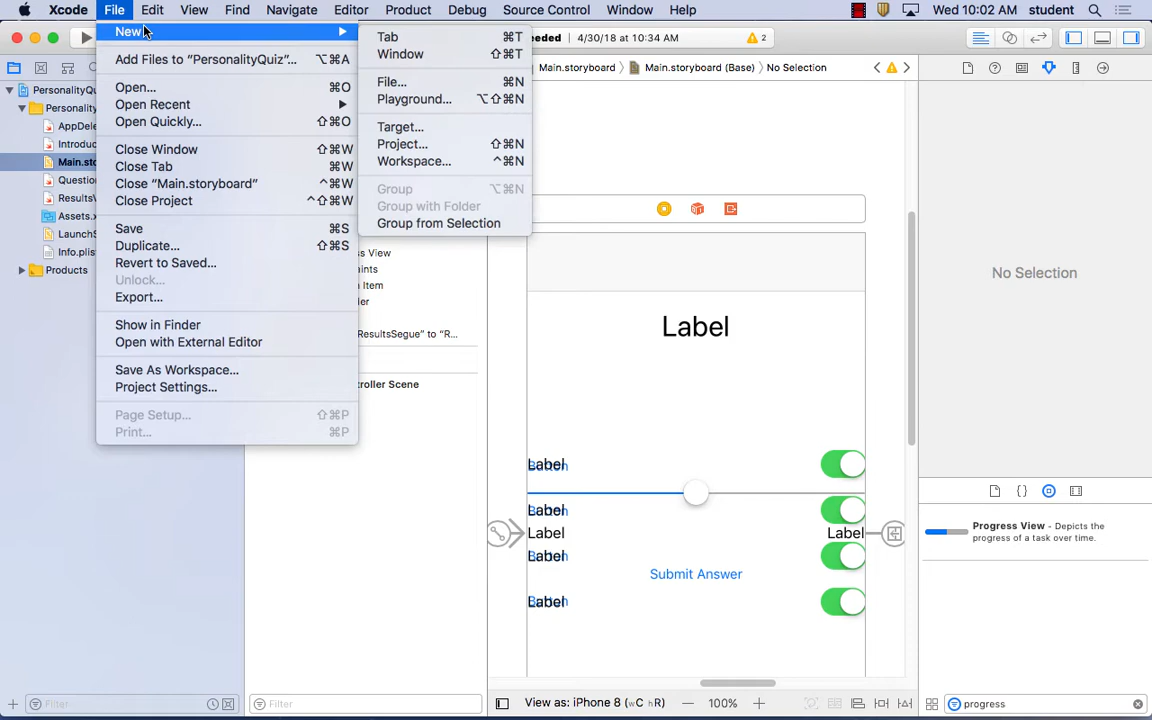 Xcode File Edit View Find Navigate Editor Product Debug Source Control Window Help Wed 10:02 AM student
New
Add Files to “PersonalityQuiz”... ⌥⌘A
Open... ⌘O
Open Recent
Open Quickly... ⇧⌘O
Close Window ⇧⌘W
Close Tab ⌘W
Close “Main.storyboard” ^⌘W
Close Project ^⇧⌘W
Save ⌘S
Duplicate... ⇧⌘S
Revert to Saved...
Unlock...
Export...
Show in Finder
Open with External Editor
Save As Workspace...
Project Settings...
Page Setup... ⇧⌘P
Print... ⌘P
Tab ⌘T
Window ⇧⌘T
File... ⌘N
Playground... ⌥⇧⌘N
Target...
Project... ⇧⌘N
Workspace... ^⌘N
Group ⌥⌘N
Group with Folder
Group from Selection
eeded 4/30/18 at 10:34 AM 2
Main.storyboard Main.storyboard (Base) No Selection
PersonalityQu
Personality
AppDele
Introduc
Main.sto
Question
ResultsV
Assets.x
LaunchS
Info.plis
Products
ss View
aints
n Item
der
ResultsSegue” to “R...
troller Scene
Label
Label
Label
Label Label
Label
Submit Answer
Label
No Selection
Progress View - Depicts the
progress of a task over time.
Filter
Filter
View as: iPhone 8 (wC hR) 100%
progress